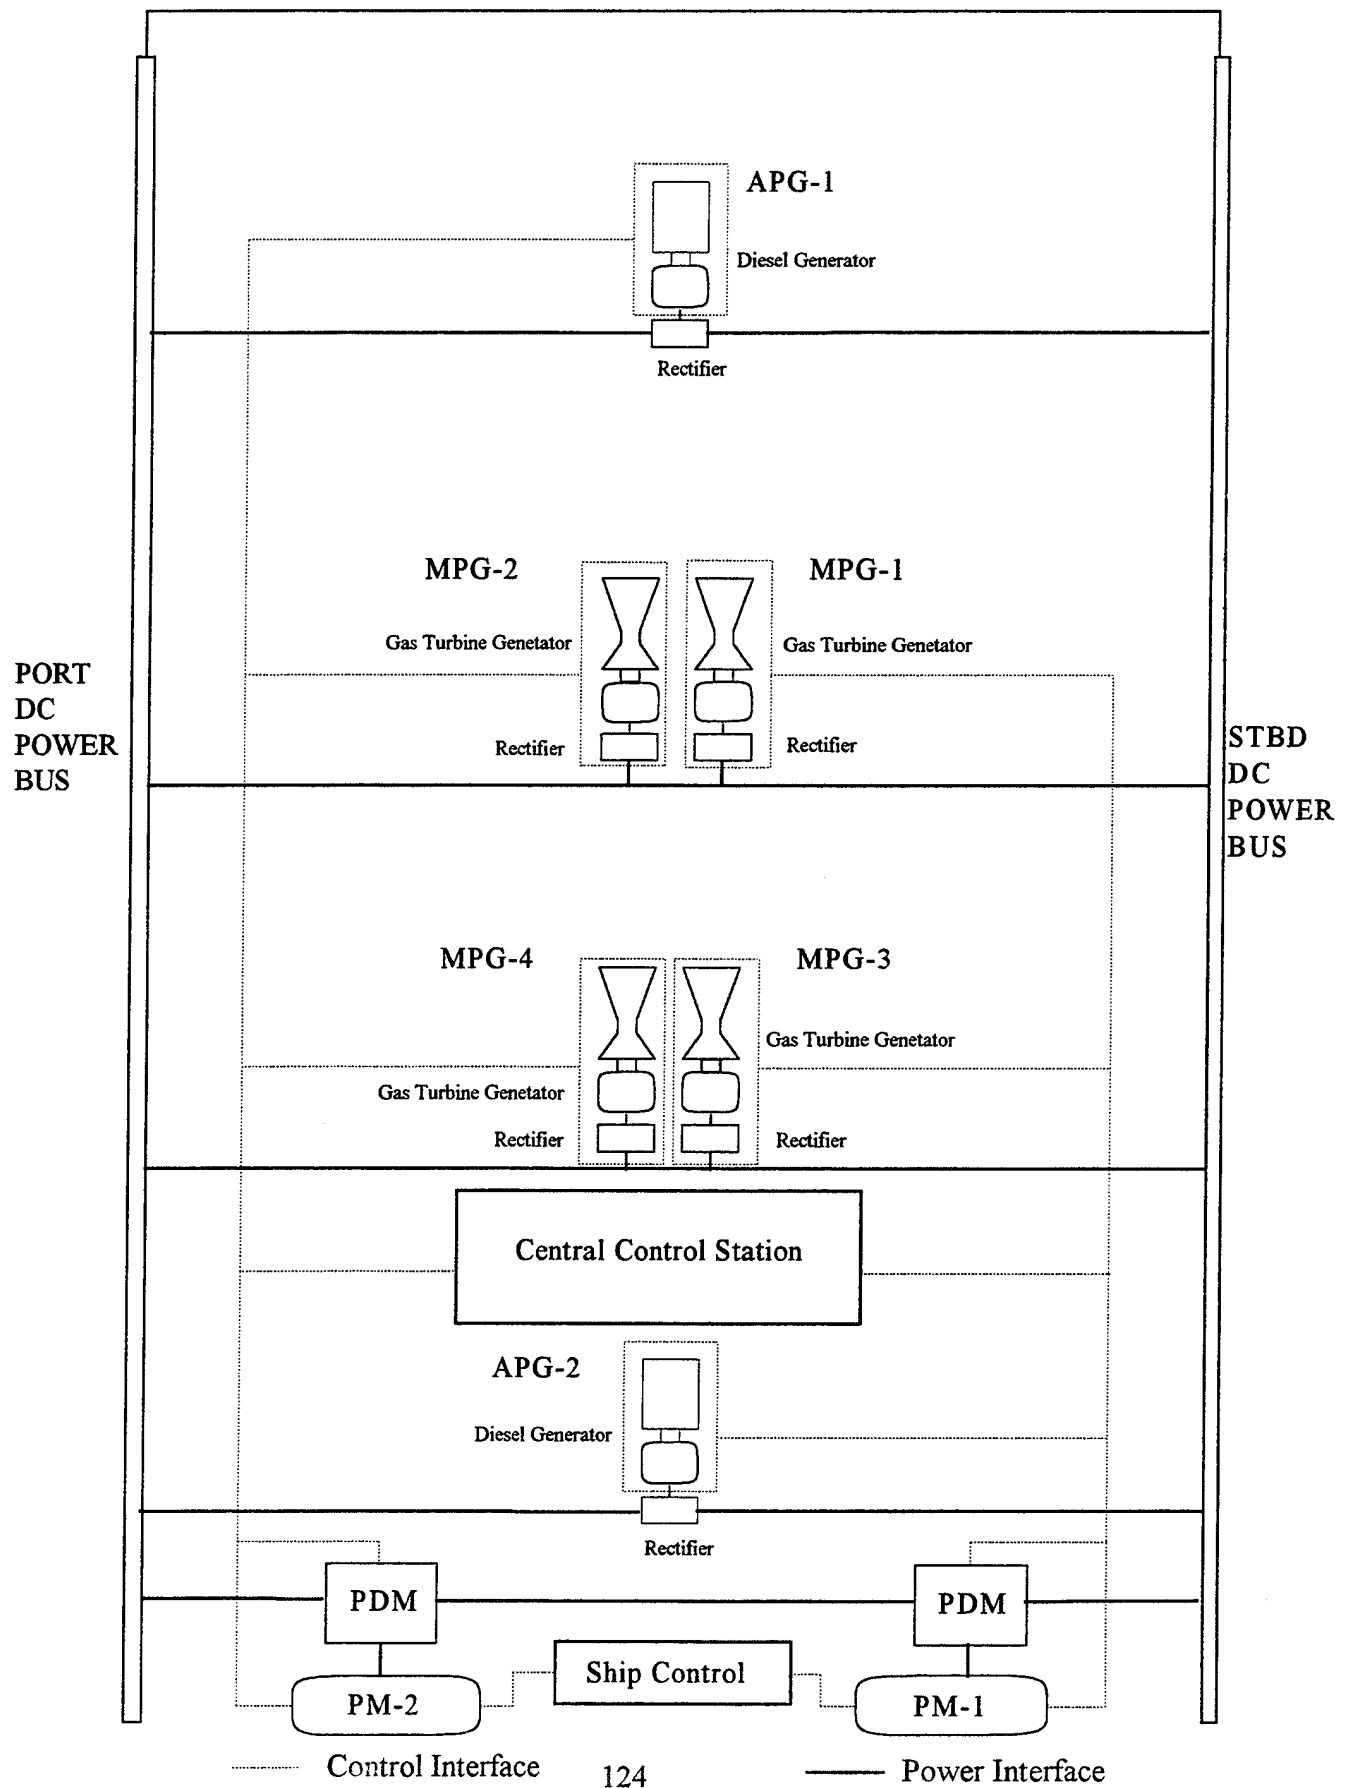 APG-1
Diesel Generator
Rectifier
MPG-2
MPG-1
Gas Turbine Genetator
Gas Turbine Genetator
Rectifier
Rectifier
PORT
DC
POWER
BUS
STBD
DC
POWER
BUS
MPG-4
MPG-3
Gas Turbine Genetator
Gas Turbine Genetator
Rectifier
Rectifier
Central Control Station
APG-2
Diesel Generator
Rectifier
PDM
PDM
Ship Control
PM-2
PM-1
Control Interface
124
Power Interface